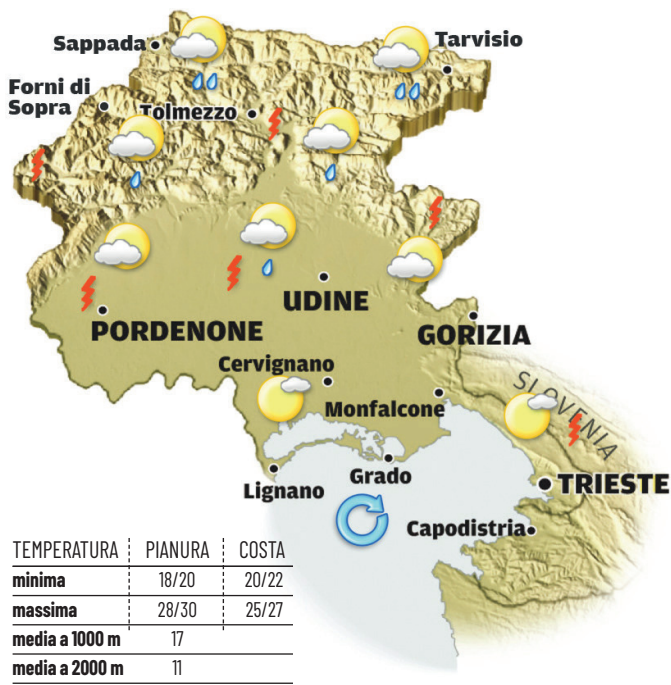 Sappada
Tarvisio
Forni di
Sopra
Tolmezzo
UDINE
PORDENONE
GORIZIA
Cervignano
SLOVENIA
Monfalcone
Grado
TRIESTE
Lignano
Capodistria
TEMPERATURA PIANURA COSTA
minima 18/20 20/22
massima 28/30 25/27
media a 1000 m 17
media a 2000 m 11